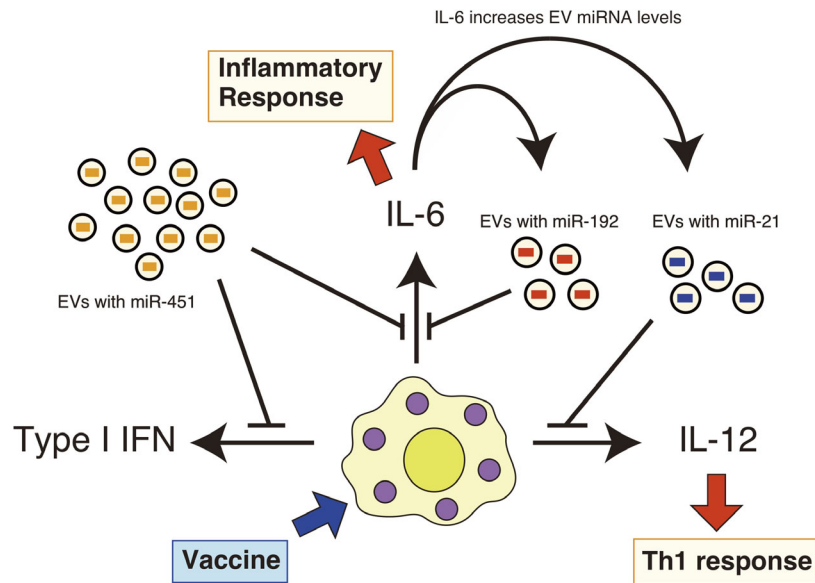 IL-6 increases EV miRNA levels
Inflammatory
Response
IL-6
EVs with miR-192
EVs with miR-21
EVs with miR-451
Type I IFN
IL-12
Vaccine
Th1 response